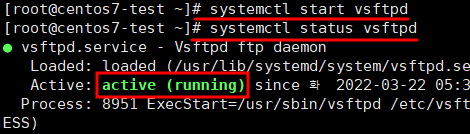 [root@centos7-test ~]# systemctl start vsftpd
[root@centos7-test ~]# systemctl status vsftpd
● vsftpd.service - Vsftpd ftp daemon
Loaded: loaded (/usr/lib/systemd/system/vsftpd.se
Active: active (running) since 화 2022-03-22 05:3
Process: 8951 ExecStart=/usr/sbin/vsftpd /etc/vsft
ESS)